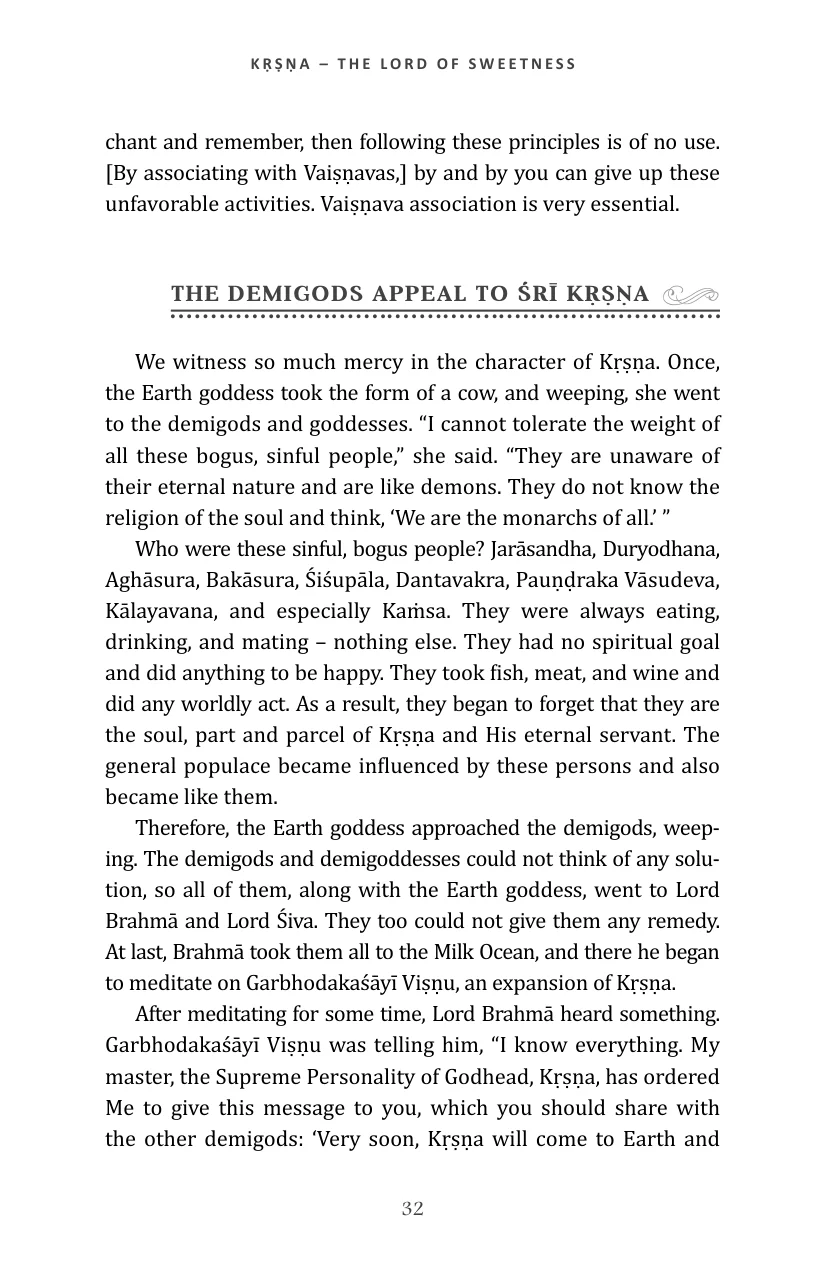 KṚṢṆA – THE LORD OF SWEETNESS
chant and remember, then following these principles is of no use.
[By associating with Vaiṣṇavas,] by and by you can give up these
unfavorable activities. Vaiṣṇava association is very essential.
THE DEMIGODS APPEAL TO ŚRĪ KṚṢṆA
We witness so much mercy in the character of Kṛṣṇa. Once,
the Earth goddess took the form of a cow, and weeping, she went
to the demigods and goddesses. “I cannot tolerate the weight of
all these bogus, sinful people,” she said. “They are unaware of
their eternal nature and are like demons. They do not know the
religion of the soul and think, ‘We are the monarchs of all.’ ”
Who were these sinful, bogus people? Jarāsandha, Duryodhana,
Aghāsura, Bakāsura, Śiśupāla, Dantavakra, Pauṇḍraka Vāsudeva,
Kālayavana, and especially Kaṁsa. They were always eating,
drinking, and mating – nothing else. They had no spiritual goal
and did anything to be happy. They took fish, meat, and wine and
did any worldly act. As a result, they began to forget that they are
the soul, part and parcel of Kṛṣṇa and His eternal servant. The
general populace became influenced by these persons and also
became like them.
Therefore, the Earth goddess approached the demigods, weep-
ing. The demigods and demigoddesses could not think of any solu-
tion, so all of them, along with the Earth goddess, went to Lord
Brahmā and Lord Śiva. They too could not give them any remedy.
At last, Brahmā took them all to the Milk Ocean, and there he began
to meditate on Garbhodakaśāyī Viṣṇu, an expansion of Kṛṣṇa.
After meditating for some time, Lord Brahmā heard something.
Garbhodakaśāyī Viṣṇu was telling him, “I know everything. My
master, the Supreme Personality of Godhead, Kṛṣṇa, has ordered
Me to give this message to you, which you should share with
the other demigods: ‘Very soon, Kṛṣṇa will come to Earth and
32